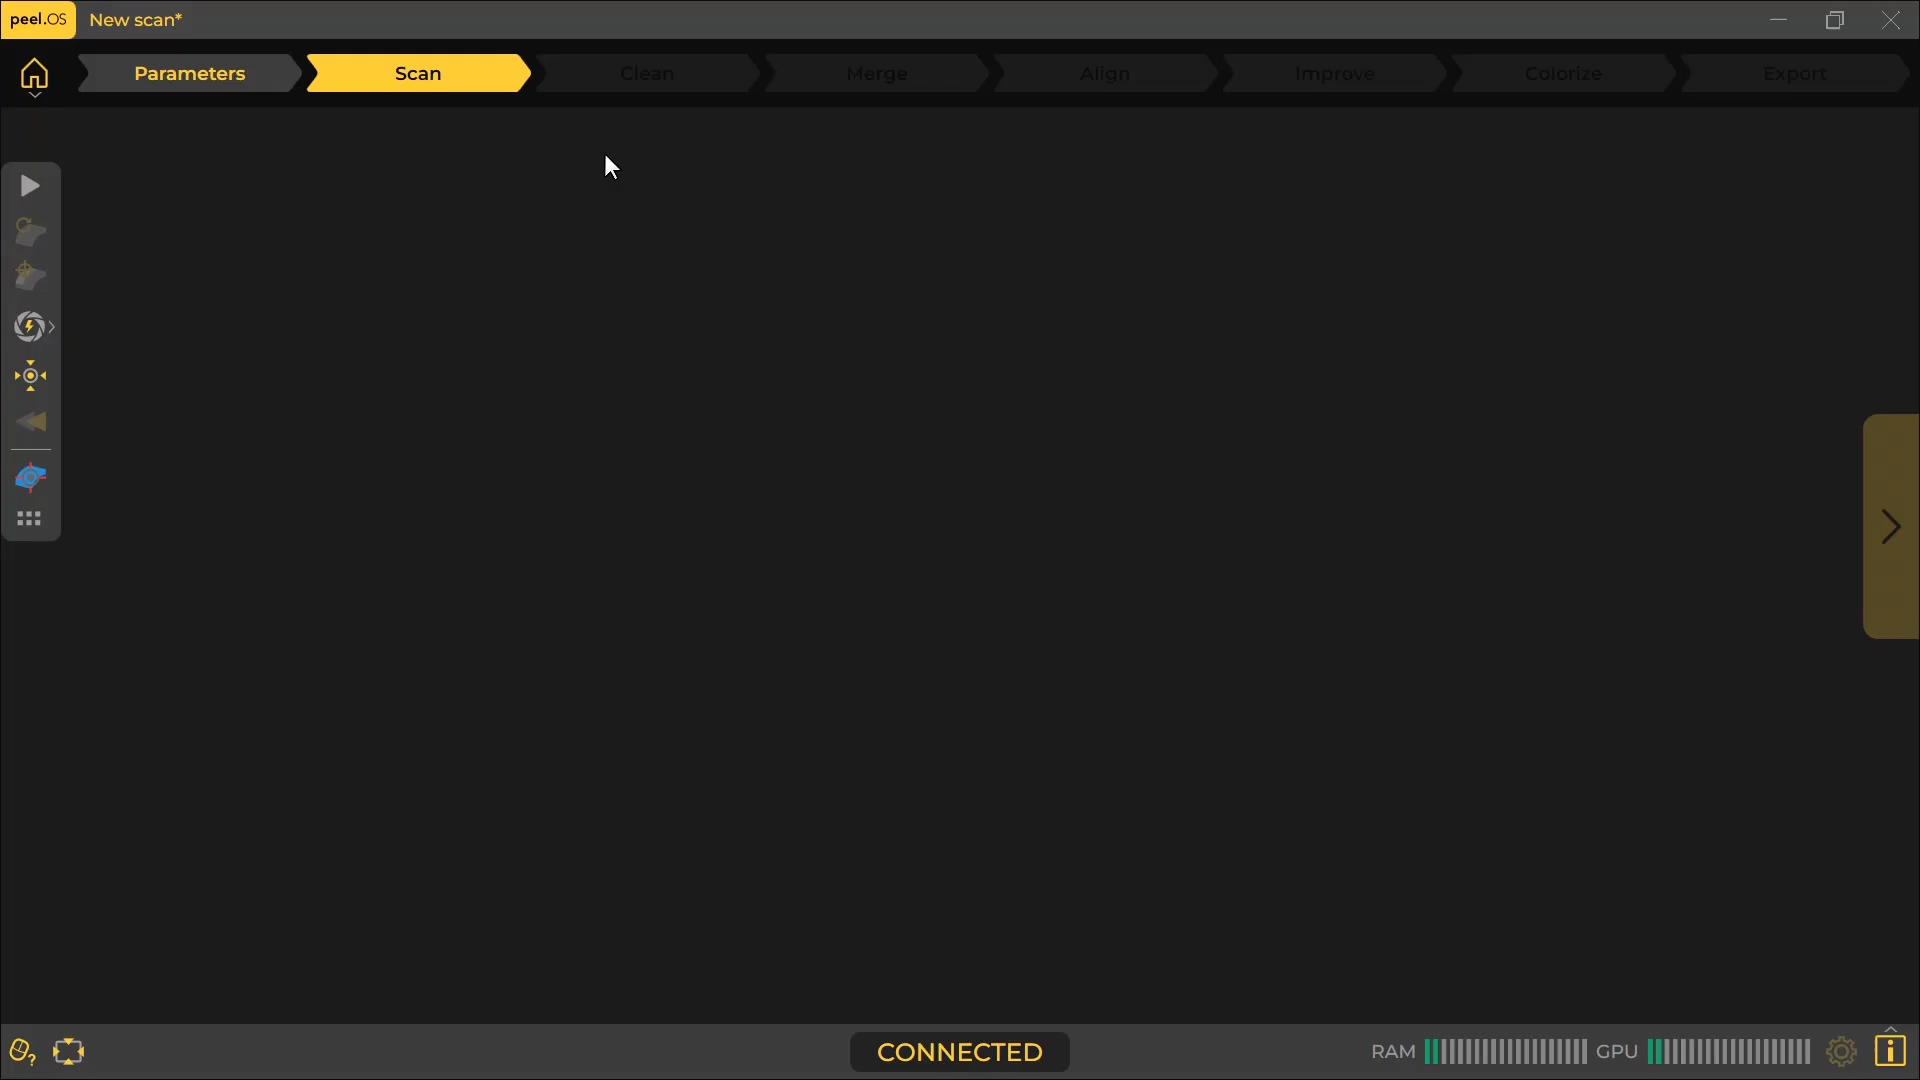 peel.OS New scan*
Parameters Scan Clean Merge Align Improve Colorize Export
CONNECTED RAM GPU